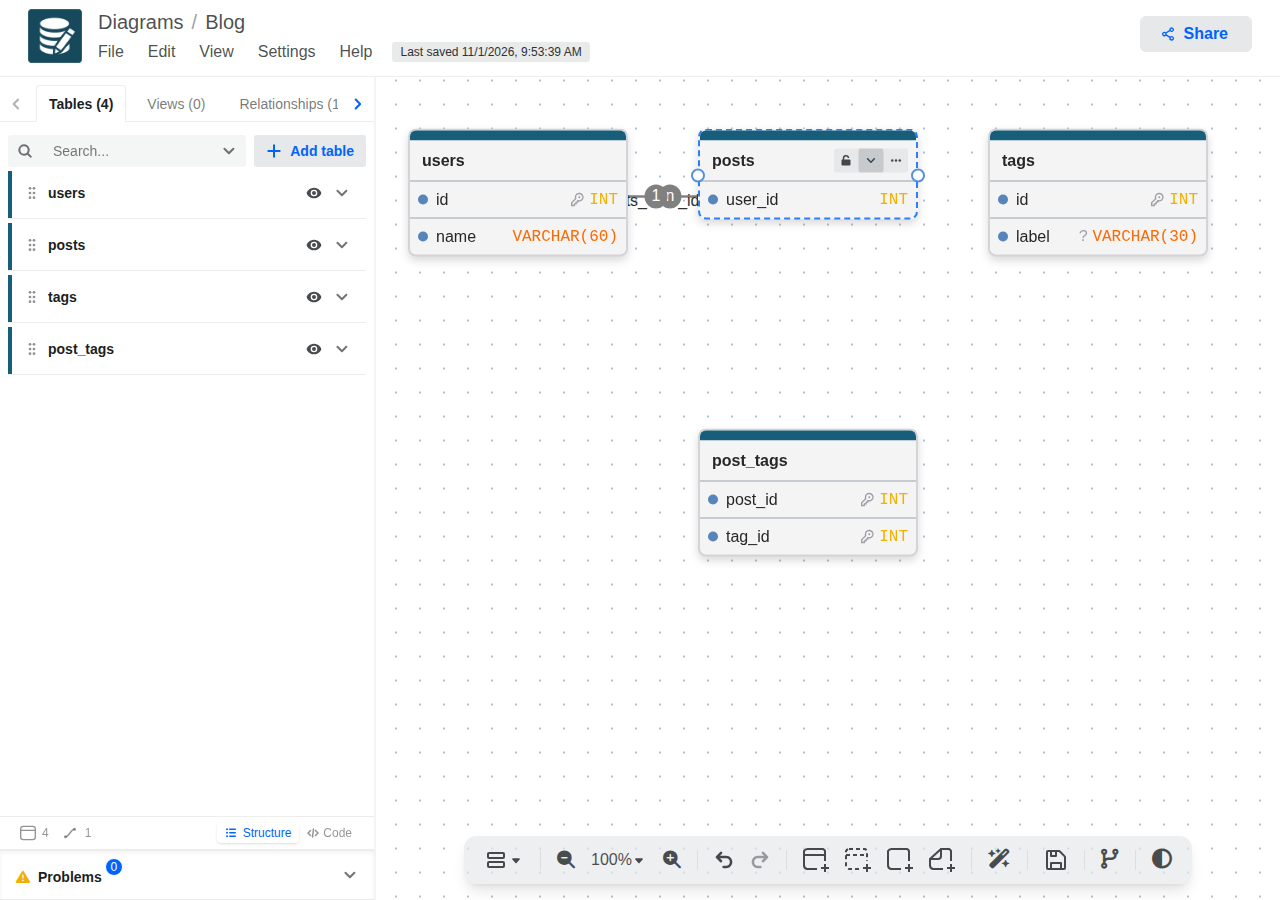 Diagrams / Blog
File Edit View Settings Help Last saved 11/1/2026, 9:53:39 AM
Share
Tables (4) Views (0) Relationships (1
Search... Add table
users
posts
tags
post_tags
users
id INT
name VARCHAR(60)
1 n
posts
user_id INT
tags
id INT
label ? VARCHAR(30)
post_tags
post_id INT
tag_id INT
4 1 Structure Code
Problems 0
100%